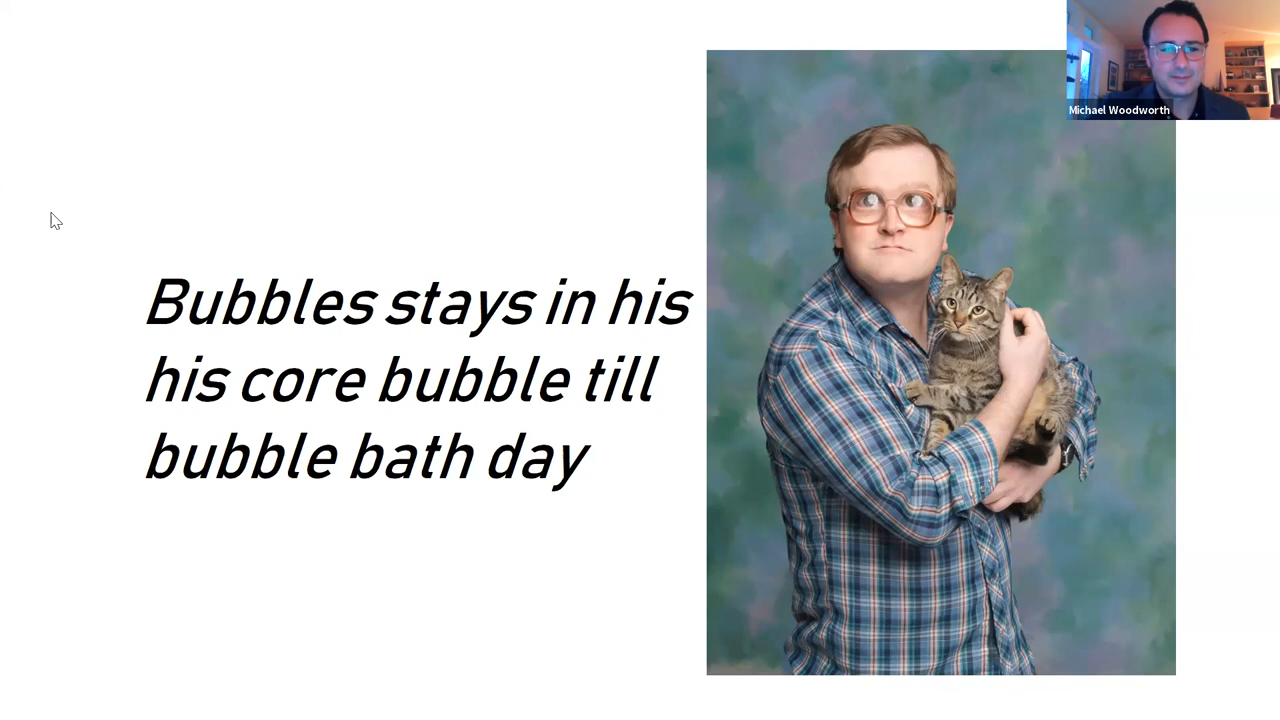 Michael Woodworth
Bubbles stays in his
his core bubble till
bubble bath day